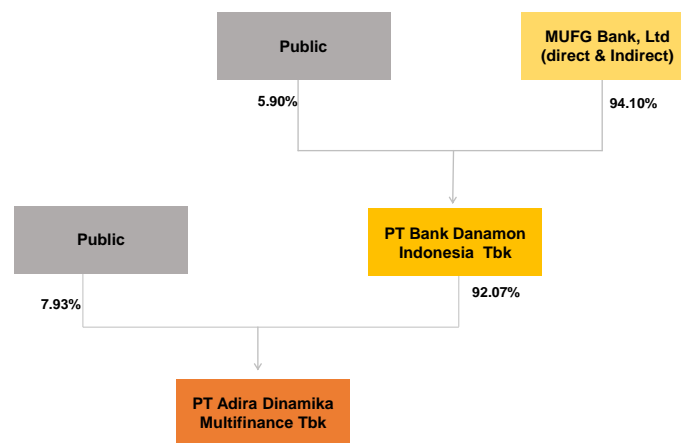 Public
MUFG Bank, Ltd
(direct & Indirect)
5.90%
94.10%
Public
PT Bank Danamon
Indonesia Tbk
7.93%
92.07%
PT Adira Dinamika
Multifinance Tbk